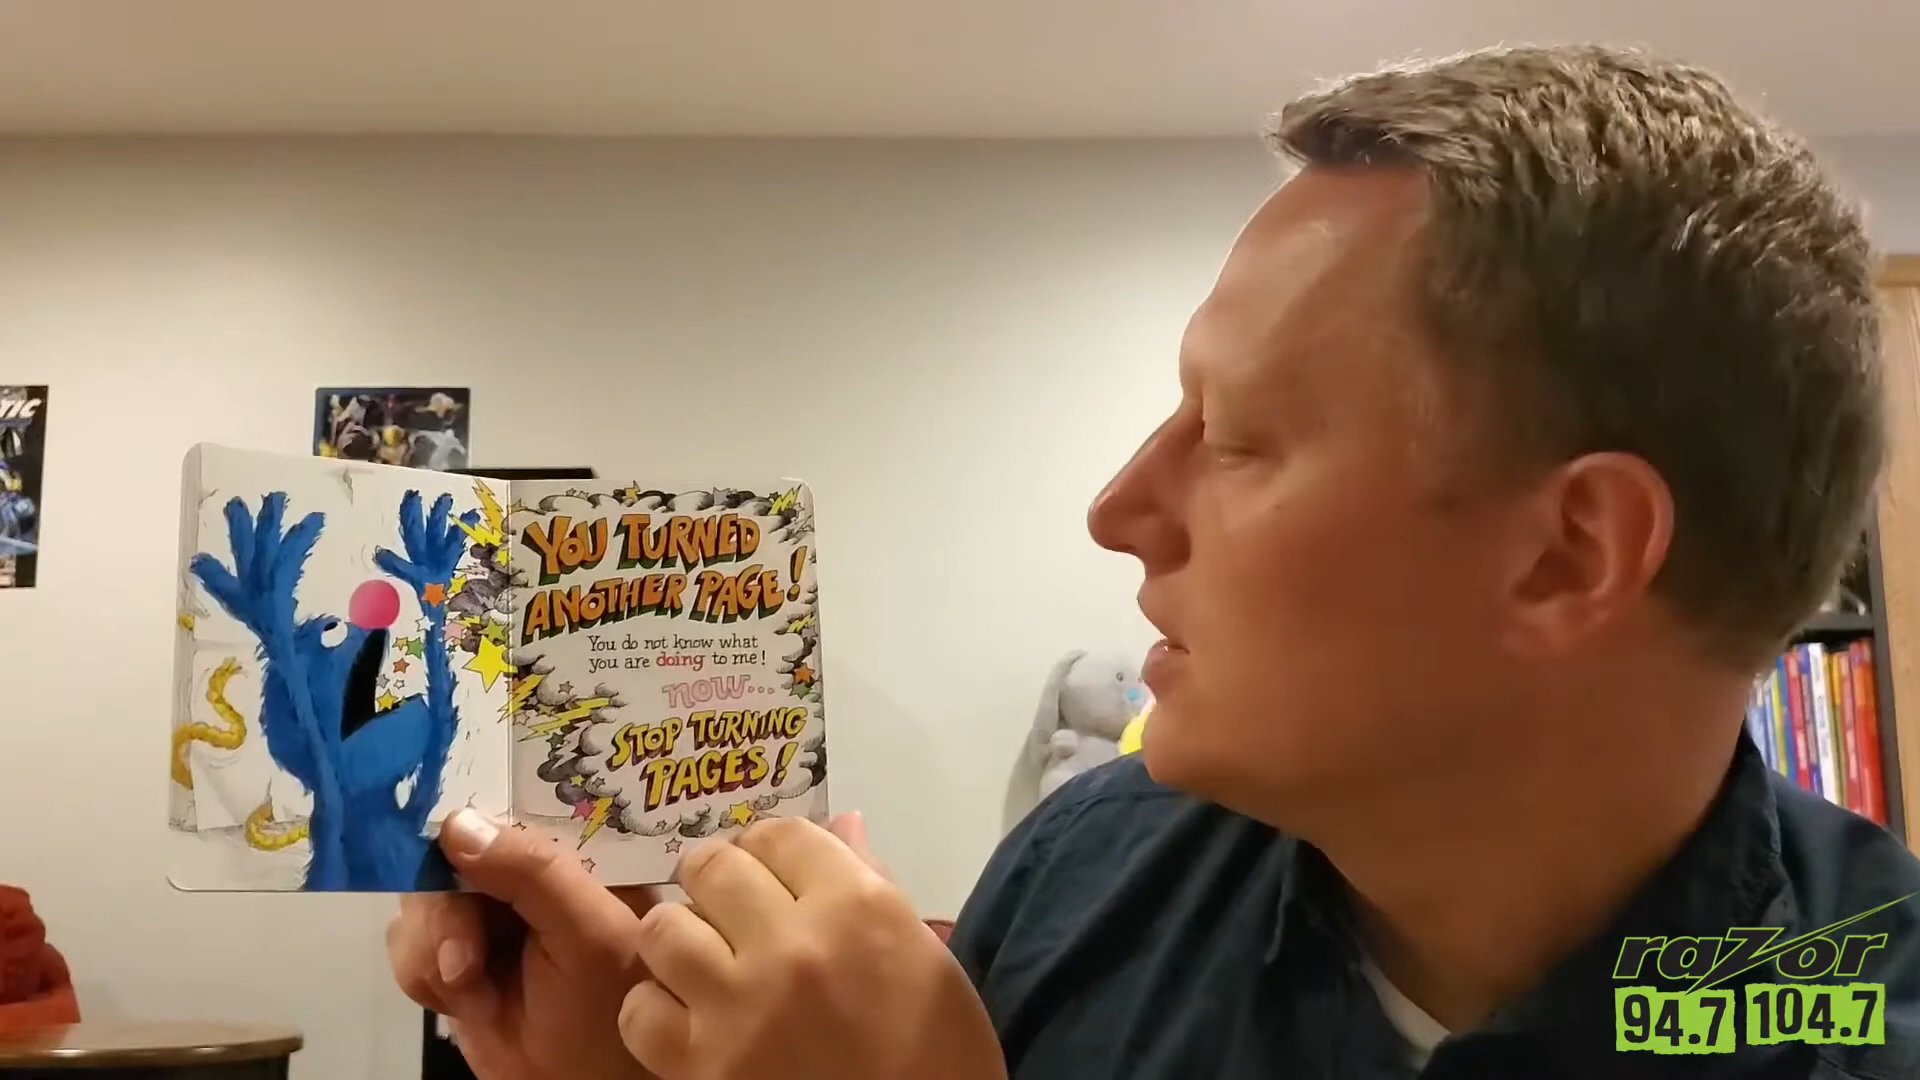 TIC
YOU TURNED
ANOTHER PAGE!
You do not know what
you are doing to me!
now...
STOP TURNING
PAGES!
razor
94.7 104.7